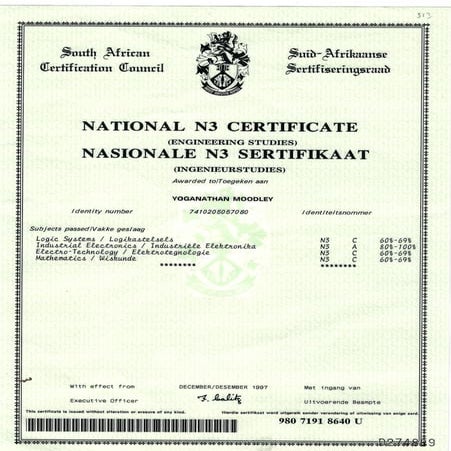 313
South African
Certification Council
Suid-Afrikaanse
Sertifiseringsraad
NATIONAL N3 CERTIFICATE
(ENGINEERING STUDIES)
NASIONALE N3 SERTIFIKAAT
(INGENIEURSTUDIES)
Awarded to/Toegeken aan
YOGANATHAN MOODLEY
Identity number 7410205057080 Identiteitsnommer
Subjects passed/Vakke geslaag
Logic Systems / Logikastelsels N3 C 60%-69%
Industrial Electronics / Industriële Elektronika N3 A 80%-100%
Electro-Technology / Elektrotegnologie N3 C 60%-69%
Mathematics / Wiskunde N3 C 60%-69%
******** ********
With effect from DECEMBER/DESEMBER 1997 Met ingang van
Executive Officer Uitvoerende Beampte
This certificate is issued without alteration or erasure of any kind. Hierdie sertifikaat word uitgereik sonder verandering of uitwissing van enige aard.
980 7191 8640 U